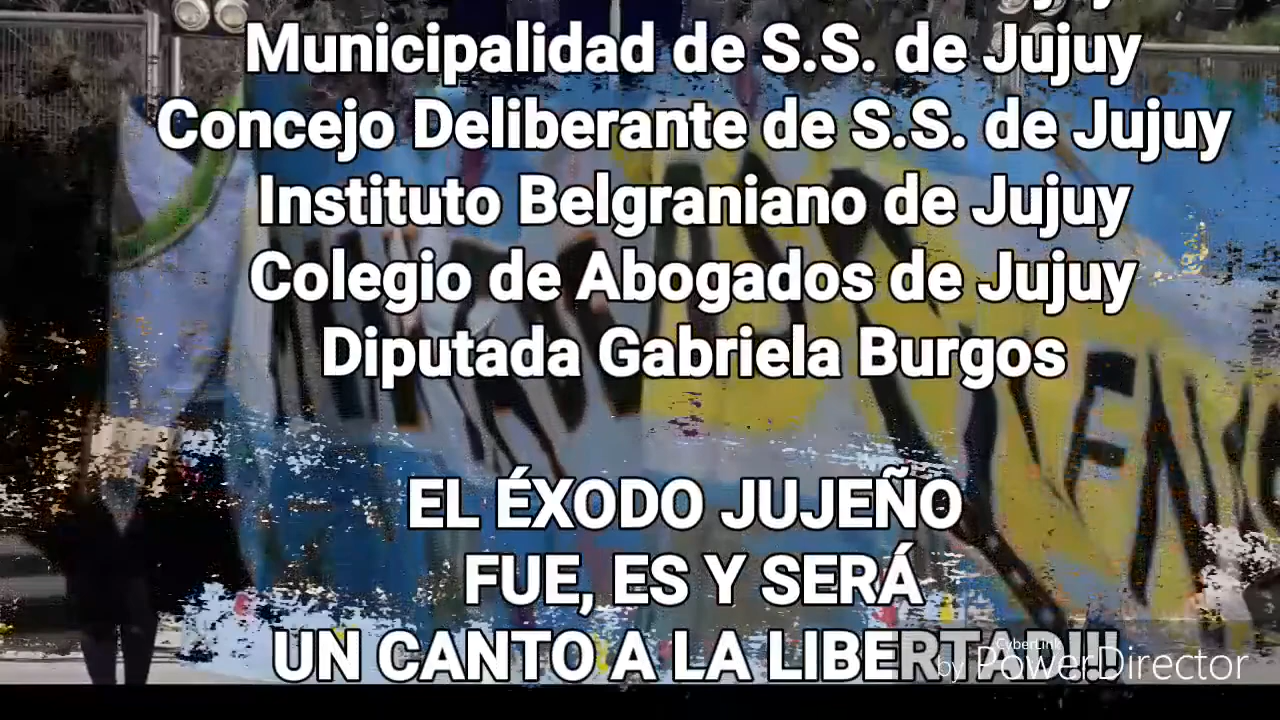 Municipalidad de S.S. de Jujuy
Concejo Deliberante de S.S. de Jujuy
Instituto Belgraniano de Jujuy
Colegio de Abogados de Jujuy
Diputada Gabriela Burgos
EL ÉXODO JUJEÑO
FUE, ES Y SERÁ
UN CANTO A LA LIBERTAD!!!
CyberLink
by PowerDirector